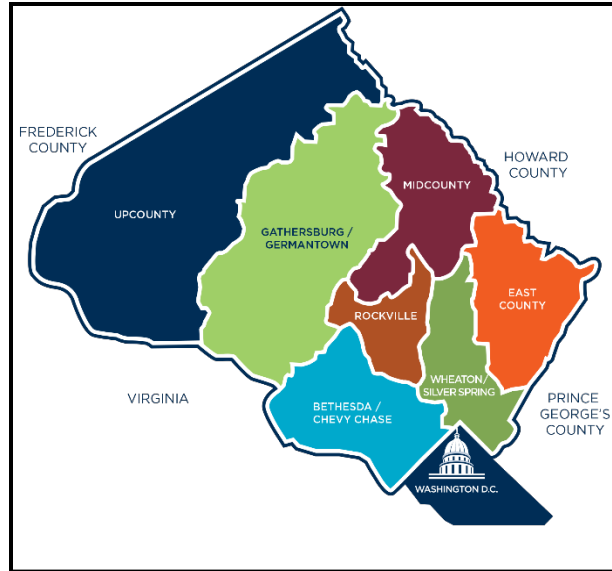 FREDERICK
COUNTY
HOWARD
COUNTY
MIDCOUNTY
UPCOUNTY
GATHERSBURG /
GERMANTOWN
EAST
COUNTY
ROCKVILLE
WHEATON/
SILVER SPRING
VIRGINIA
BETHESDA /
CHEVY CHASE
PRINCE
GEORGE'S
COUNTY
WASHINGTON D.C.